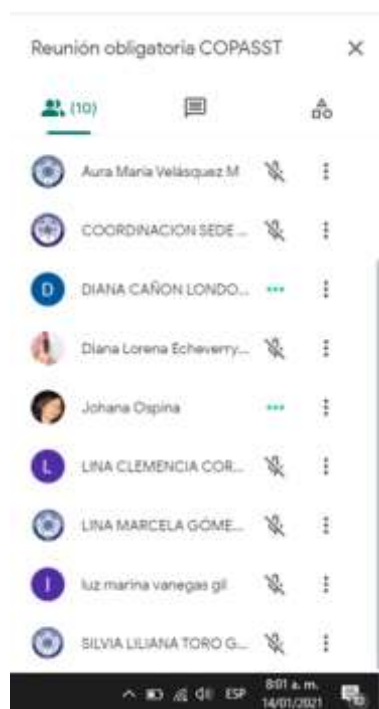 Reunión obligatoria COPASST
(10)
Aura Maria Velásquez M
COORDINACION SEDE ...
D DIANA CAÑON LONDO...
Diana Lorena Echeverry...
Johana Ospina
L LINA CLEMENCIA COR...
LINA MARCELA GÓME...
l luz marina vanegas gil
SILVIA LILIANA TORO G...
ESP
8:01 a. m.
14/01/2021